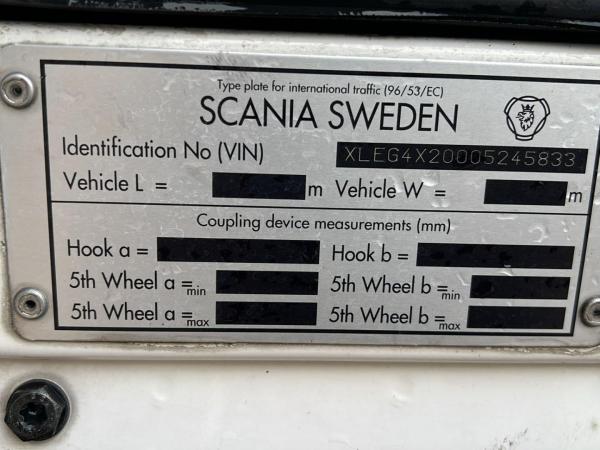 Type plate for international traffic (96/53/EC)
SCANIA SWEDEN
Identification No (VIN) XLEG4X20005245833
Vehicle L = m Vehicle W = m
Coupling device measurements (mm)
Hook a = Hook b =
5th Wheel a =min 5th Wheel b =min
5th Wheel a =max 5th Wheel b =max